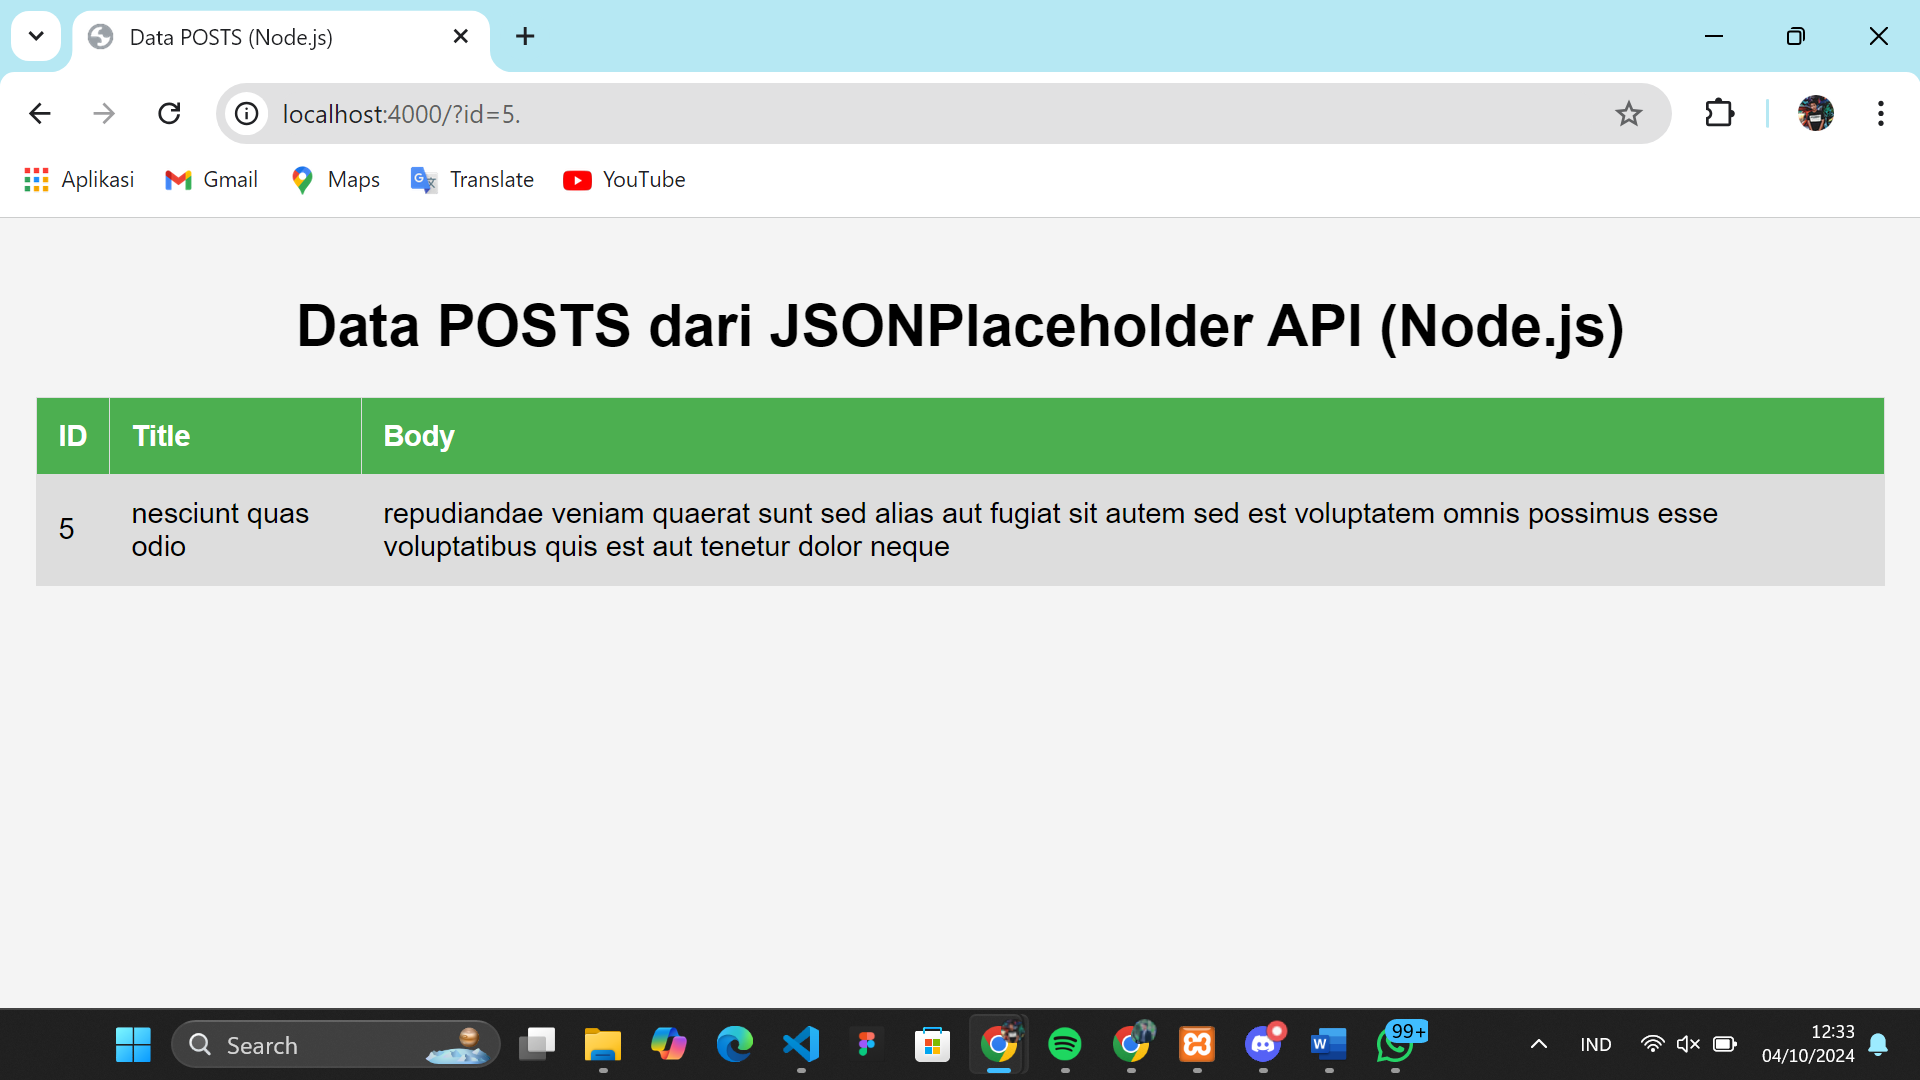 Data POSTS (Node.js)
localhost:4000/?id=5.
Aplikasi Gmail Maps Translate YouTube
Data POSTS dari JSONPlaceholder API (Node.js)
ID Title Body
5 nesciunt quas odio repudiandae veniam quaerat sunt sed alias aut fugiat sit autem sed est voluptatem omnis possimus esse
voluptatibus quis est aut tenetur dolor neque
Search
99+
IND
12:33
04/10/2024